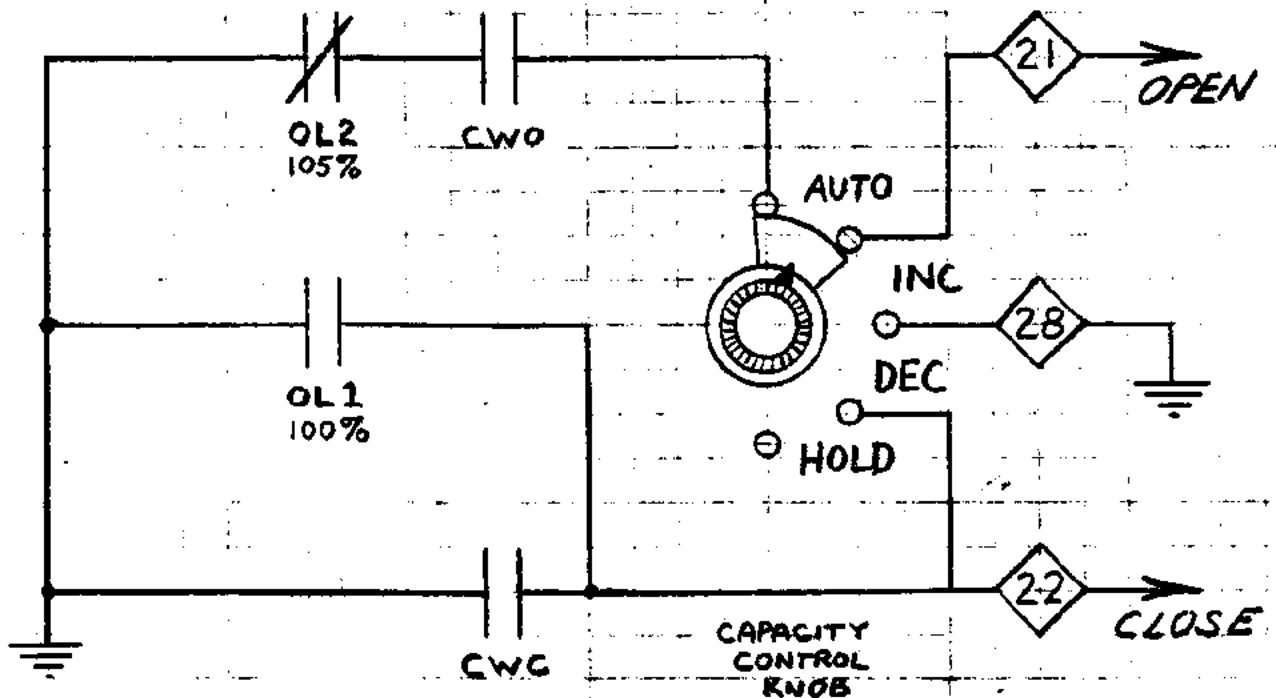 21
OPEN
OL2
105%
CWO
AUTO
INC
28
DEC
OL1
100%
HOLD
22
CLOSE
CWC
CAPACITY
CONTROL
KNOB